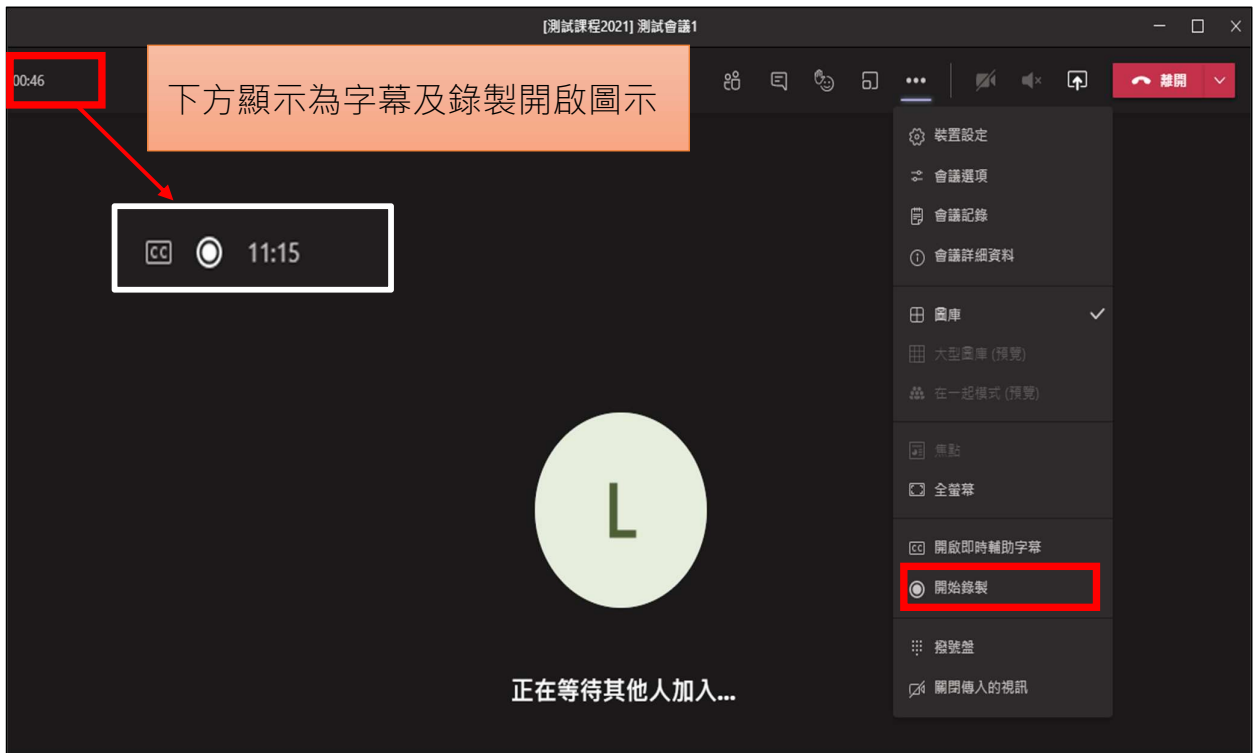 [測試課程2021] 測試會議1
00:46
下方顯示為字幕及錄製開啟圖示
離開
CC 11:15
裝置設定
會議選項
會議記錄
會議詳細資料
圖庫
大型圖庫 (預覽)
在一起模式 (預覽)
焦點
全螢幕
CC 開啟即時輔助字幕
開始錄製
撥號盤
關閉傳入的視訊
L
正在等待其他人加入...